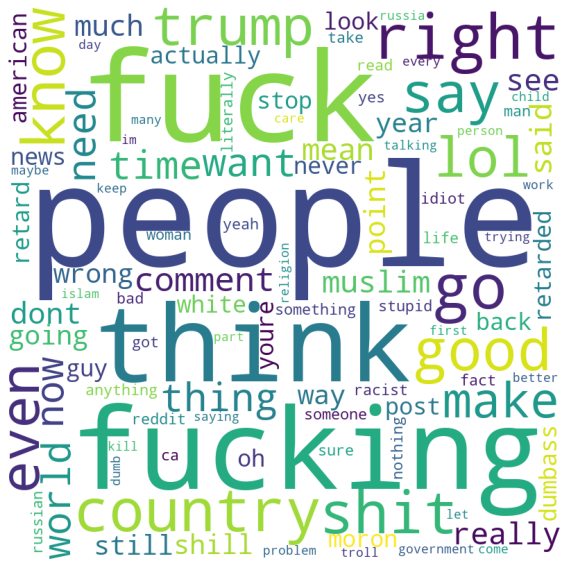 american
much
trump
look
russia
take
right
day
actually
read
every
know
fuck
say
see
need
many
literally
stop
yes
child
care
year
person
man
news
time
want
mean
lol
said
maybe
im
never
talking
retard
keep
people
point
idiot
work
woman
yeah
life
trying
wrong
comment
muslim
go
retarded
islam
religion
dont
bad
white
something
stupid
back
going
got
think
youre
part
first
good
even
now
guy
anything
thing
way
racist
fact
better
reddit
saying
someone
post
make
world
kill
dumb
ca
fucking
oh
sure
nothing
dumbass
country
shit
let
really
russian
still
shill
moron
problem
troll
government
come